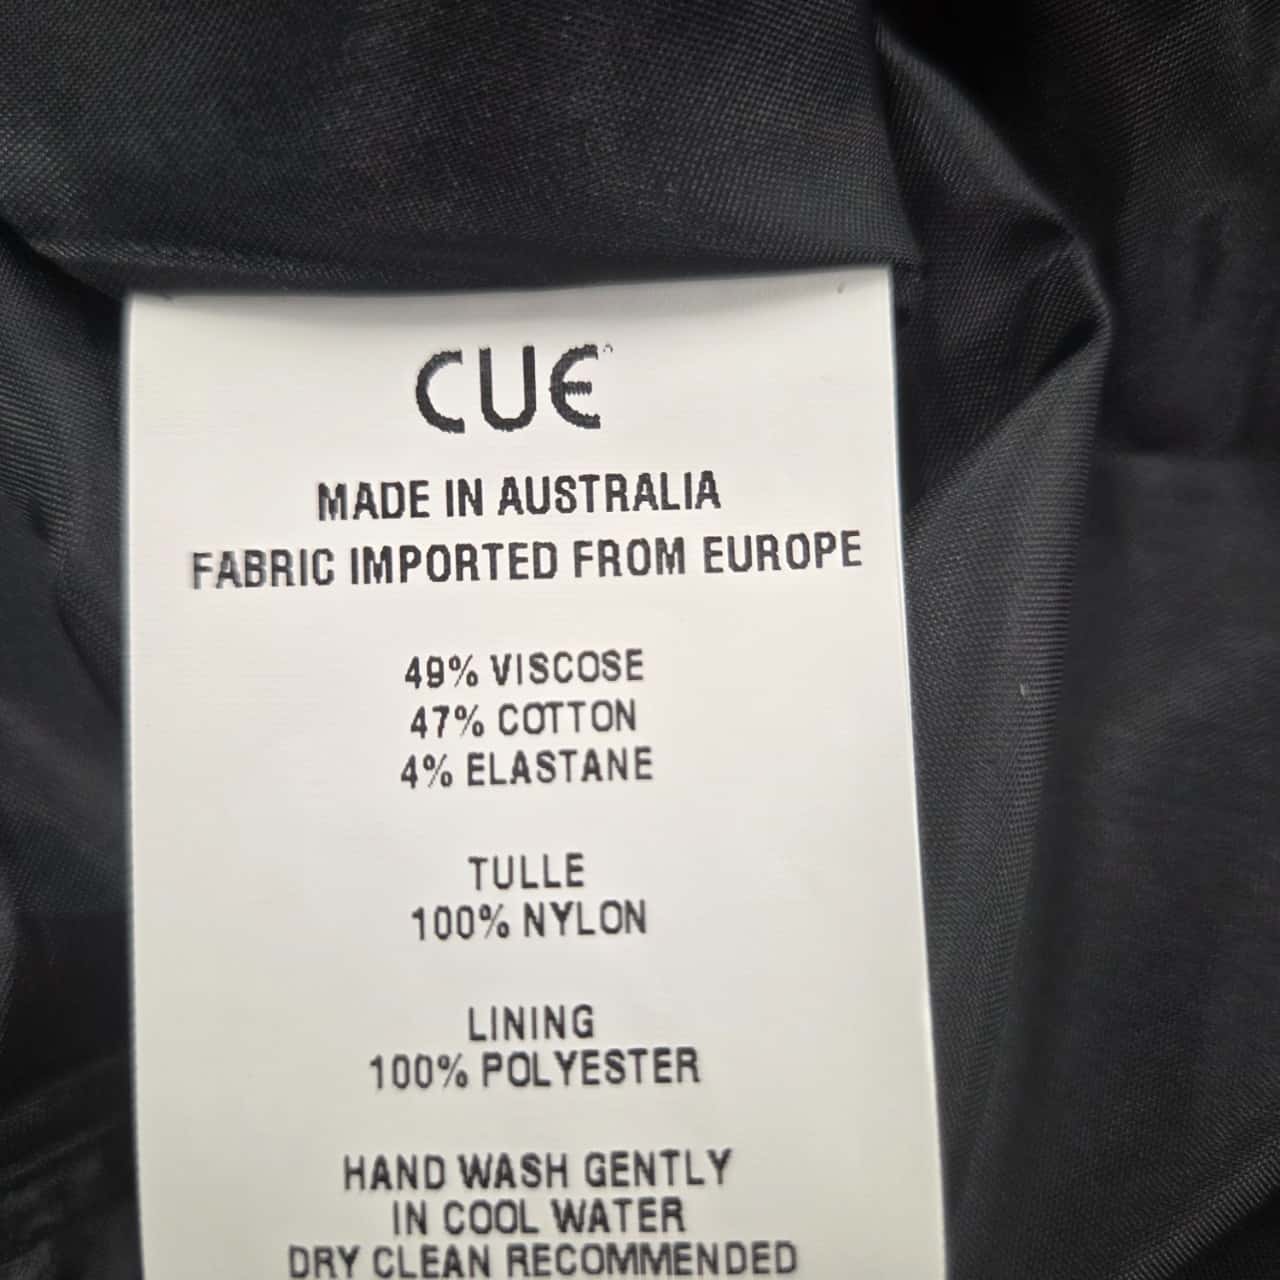 CUE
MADE IN AUSTRALIA
FABRIC IMPORTED FROM EUROPE
49% VISCOSE
47% COTTON
4% ELASTANE
TULLE
100% NYLON
LINING
100% POLYESTER
HAND WASH GENTLY
IN COOL WATER
DRY CLEAN RECOMMENDED